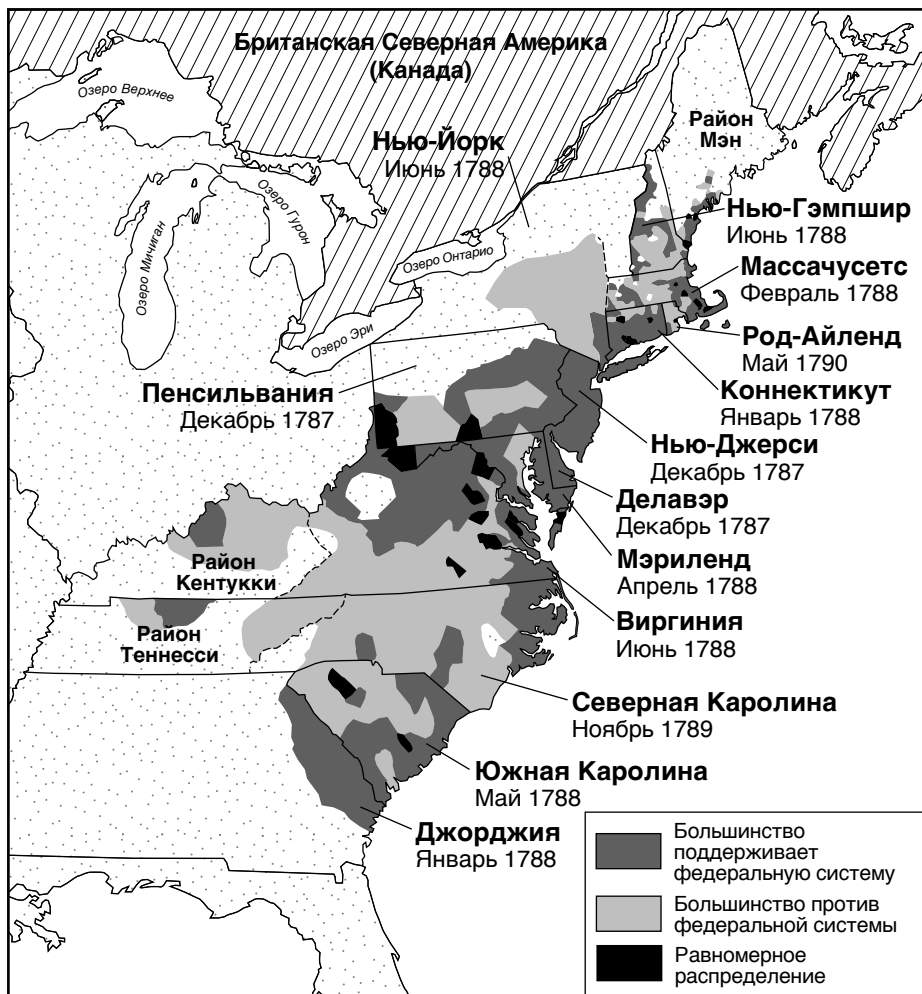 Британская Северная Америка
(Канада)
Озеро Верхнее
Озеро Мичиган
Озеро Гурон
Озеро Онтарио
Озеро Эри
Район
Мэн
Нью-Йорк
Июнь 1788
Нью-Гэмпшир
Июнь 1788
Массачусетс
Февраль 1788
Род-Айленд
Май 1790
Коннектикут
Январь 1788
Пенсильвания
Декабрь 1787
Нью-Джерси
Декабрь 1787
Делавэр
Декабрь 1787
Мэриленд
Апрель 1788
Виргиния
Июнь 1788
Район
Кентукки
Район
Теннесси
Северная Каролина
Ноябрь 1789
Южная Каролина
Май 1788
Джорджия
Январь 1788
Большинство
поддерживает
федеральную систему
Большинство против
федеральной системы
Равномерное
распределение